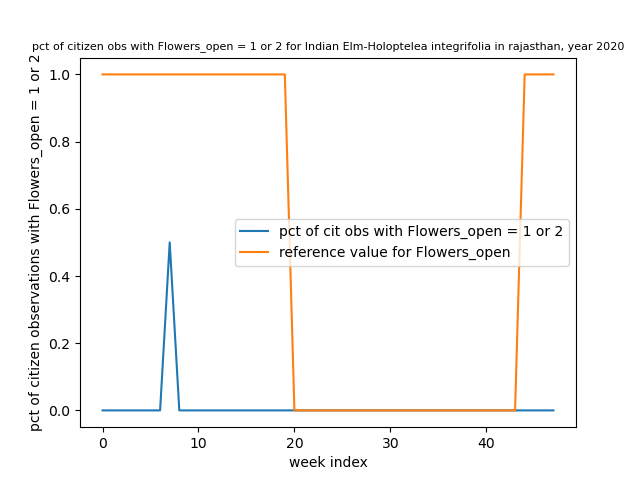 pct of citizen obs with Flowers_open = 1 or 2 for Indian Elm-Holoptelea integrifolia in rajasthan, year 2020
pct of citizen observations with Flowers_open = 1 or 2
1.0
0.8
0.6
0.4
0.2
0.0
pct of cit obs with Flowers_open = 1 or 2
reference value for Flowers_open
0 10 20 30 40
week index